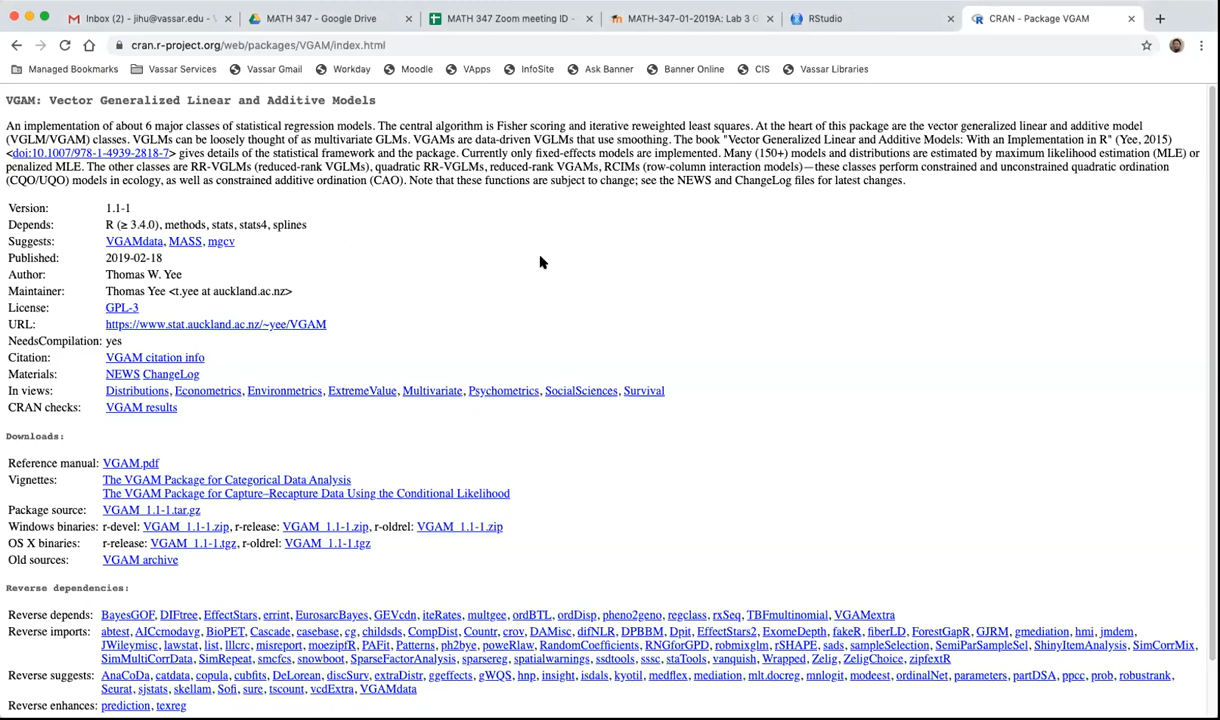 Inbox (2) - jihu@vassar.edu -
MATH 347 - Google Drive
MATH 347 Zoom meeting ID -
MATH-347-01-2019A: Lab 3 G
RStudio
CRAN - Package VGAM
cran.r-project.org/web/packages/VGAM/index.html
Managed Bookmarks
Vassar Services
Vassar Gmail
Workday
Moodle
VApps
InfoSite
Ask Banner
Banner Online
CIS
Vassar Libraries
VGAM: Vector Generalized Linear and Additive Models
An implementation of about 6 major classes of statistical regression models. The central algorithm is Fisher scoring and iterative reweighted least squares. At the heart of this package are the vector generalized linear and additive model
(VGLM/VGAM) classes. VGLMs can be loosely thought of as multivariate GLMs. VGAMs are data-driven VGLMs that use smoothing. The book "Vector Generalized Linear and Additive Models: With an Implementation in R" (Yee, 2015)
<doi:10.1007/978-1-4939-2818-7> gives details of the statistical framework and the package. Currently only fixed-effects models are implemented. Many (150+) models and distributions are estimated by maximum likelihood estimation (MLE) or
penalized MLE. The other classes are RR-VGLMs (reduced-rank VGLMs), quadratic RR-VGLMs, reduced-rank VGAMs, RCIMs (row-column interaction models)—these classes perform constrained and unconstrained quadratic ordination
(CQO/UQO) models in ecology, as well as constrained additive ordination (CAO). Note that these functions are subject to change; see the NEWS and ChangeLog files for latest changes.
Version: 1.1-1
Depends: R (≥ 3.4.0), methods, stats, stats4, splines
Suggests: VGAMdata, MASS, mgcv
Published: 2019-02-18
Author: Thomas W. Yee
Maintainer: Thomas Yee <t.yee at auckland.ac.nz>
License: GPL-3
URL: https://www.stat.auckland.ac.nz/~yee/VGAM
NeedsCompilation: yes
Citation: VGAM citation info
Materials: NEWS ChangeLog
In views: Distributions, Econometrics, Environmetrics, ExtremeValue, Multivariate, Psychometrics, SocialSciences, Survival
CRAN checks: VGAM results
Downloads:
Reference manual: VGAM.pdf
Vignettes: The VGAM Package for Categorical Data Analysis
The VGAM Package for Capture–Recapture Data Using the Conditional Likelihood
Package source: VGAM_1.1-1.tar.gz
Windows binaries: r-devel: VGAM_1.1-1.zip, r-release: VGAM_1.1-1.zip, r-oldrel: VGAM_1.1-1.zip
OS X binaries: r-release: VGAM_1.1-1.tgz, r-oldrel: VGAM_1.1-1.tgz
Old sources: VGAM archive
Reverse dependencies:
Reverse depends: BayesGOF, DIFtree, EffectStars, errint, EurosarcBayes, GEVcdn, iteRates, multgee, ordBTL, ordDisp, pheno2geno, regclass, rxSeq, TBFmultinomial, VGAMextra
Reverse imports: abtest, AICcmodavg, BioPET, Cascade, casebase, cg, childsds, CompDist, Countr, crov, DAMisc, difNLR, DPBBM, Dpit, EffectStars2, ExomeDepth, fakeR, fiberLD, ForestGapR, GJRM, gmediation, hmi, jmdem,
JWileymisc, lawstat, list, lllcrc, misreport, moezipfR, PAFit, Patterns, ph2bye, poweRlaw, RandomCoefficients, RNGforGPD, robmixglm, rSHAPE, sads, sampleSelection, SemiParSampleSel, ShinyItemAnalysis, SimCorrMix,
SimMultiCorrData, SimRepeat, smcfcs, snowboot, SparseFactorAnalysis, sparsereg, spatialwarnings, ssdtools, sssc, staTools, vanquish, Wrapped, Zelig, ZeligChoice, zipfextR
Reverse suggests: AnaCoDa, catdata, copula, cubfits, DeLorean, discSurv, extraDistr, ggeffects, gWQS, hnp, insight, isdals, kyotil, medflex, mediation, mlt.docreg, mnlogit, modeest, ordinalNet, parameters, partDSA, ppcc, prob, robustrank,
Seurat, sjstats, skellam, Sofi, sure, tscount, vcdExtra, VGAMdata
Reverse enhances: prediction, texreg